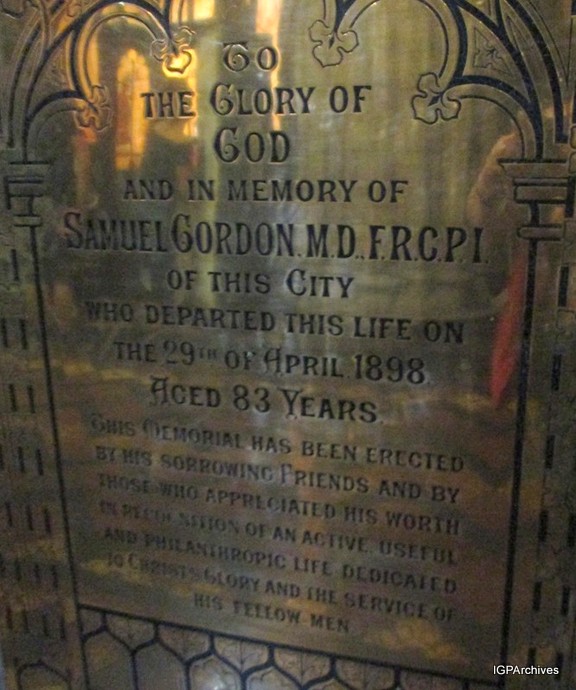 To
THE GLORY OF
GOD
AND IN MEMORY OF
SAMUEL GORDON. M.D., F.R.C.P.I.
OF THIS CITY
WHO DEPARTED THIS LIFE ON
THE 29TH OF APRIL 1898.
AGED 83 YEARS.
THIS MEMORIAL HAS BEEN ERECTED
BY HIS SORROWING FRIENDS AND BY
THOSE WHO APPRECIATED HIS WORTH
IN RECOGNITION OF AN ACTIVE, USEFUL
AND PHILANTHROPIC LIFE DEDICATED
TO CHRIST'S GLORY AND THE SERVICE OF
HIS FELLOW-MEN
IGPArchives